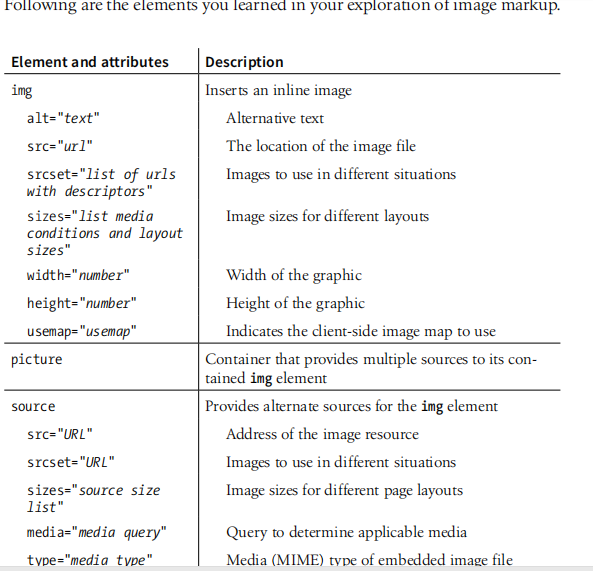 Following are the elements you learned in your exploration of image markup.
Element and attributes Description
img Inserts an inline image
alt="text" Alternative text
src="url" The location of the image file
srcset="list of urls Images to use in different situations
with descriptors"
sizes="list media Image sizes for different layouts
conditions and layout
sizes"
width="number" Width of the graphic
height="number" Height of the graphic
usemap="usemap" Indicates the client-side image map to use
picture Container that provides multiple sources to its con-
tained img element
source Provides alternate sources for the img element
src="URL" Address of the image resource
srcset="URL" Images to use in different situations
sizes="source size Image sizes for different page layouts
list"
media="media query" Query to determine applicable media
type="media type" Media (MIME) type of embedded image file